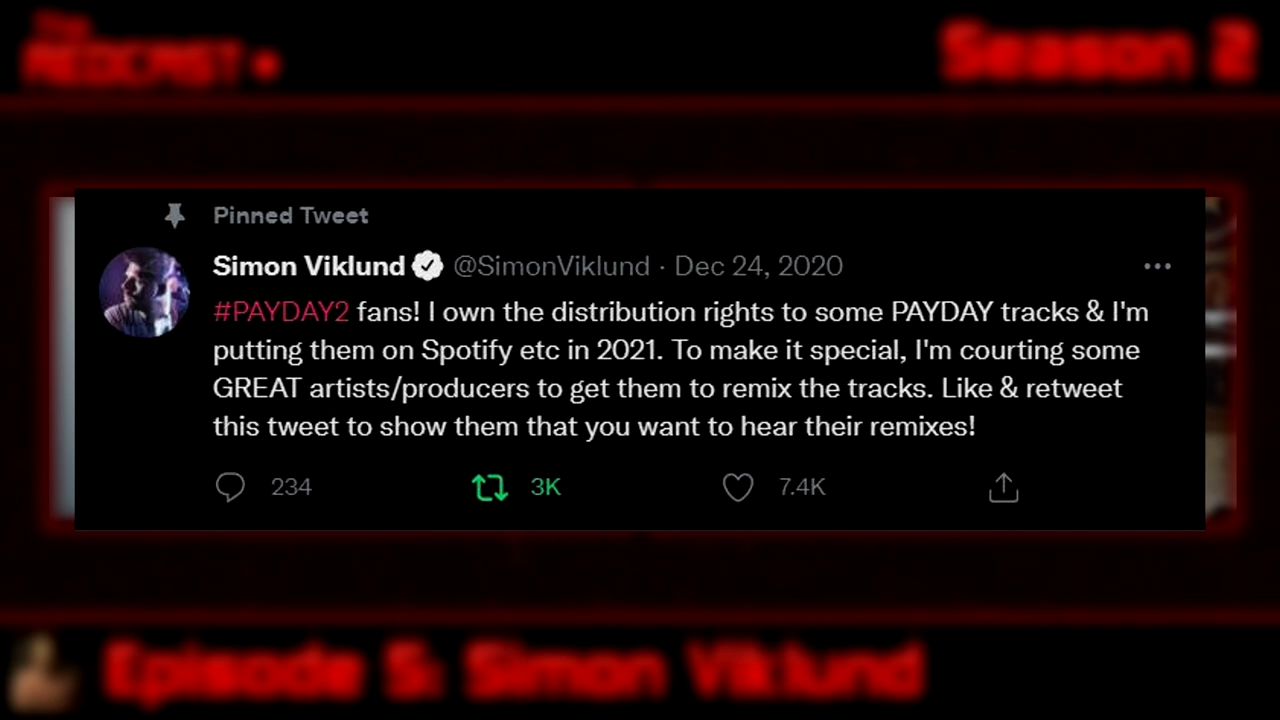 The
REDCAST
Season 2
Pinned Tweet
Simon Viklund @SimonViklund · Dec 24, 2020
#PAYDAY2 fans! I own the distribution rights to some PAYDAY tracks & I'm
putting them on Spotify etc in 2021. To make it special, I'm courting some
GREAT artists/producers to get them to remix the tracks. Like & retweet
this tweet to show them that you want to hear their remixes!
234 3K 7.4K
Episode 5: Simon Viklund